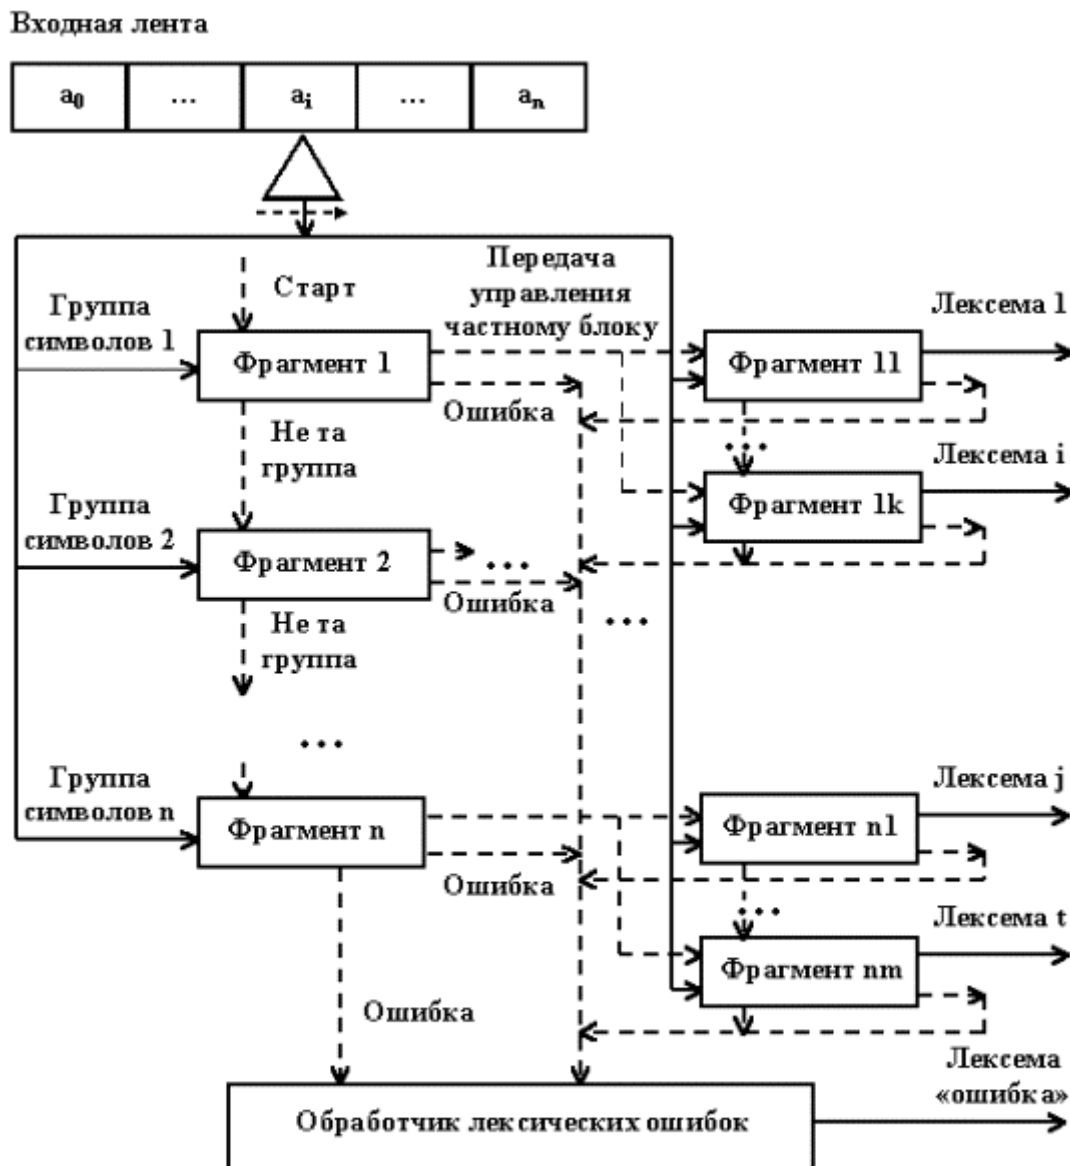 Входная лента
a0 ... ai ... an
Старт
Передача
управления
частному блоку
Группа
символов 1
Фрагмент 1
Ошибка
Фрагмент 11
Лексема 1
Не та
группа
...
Фрагмент 1k
Лексема i
Группа
символов 2
Фрагмент 2
...
Ошибка
Не та
группа
...
...
Группа
символов n
Фрагмент n
Ошибка
Фрагмент n1
Лексема j
...
Фрагмент nm
Лексема t
Ошибка
Обработчик лексических ошибок
Лексема
«ошибка»